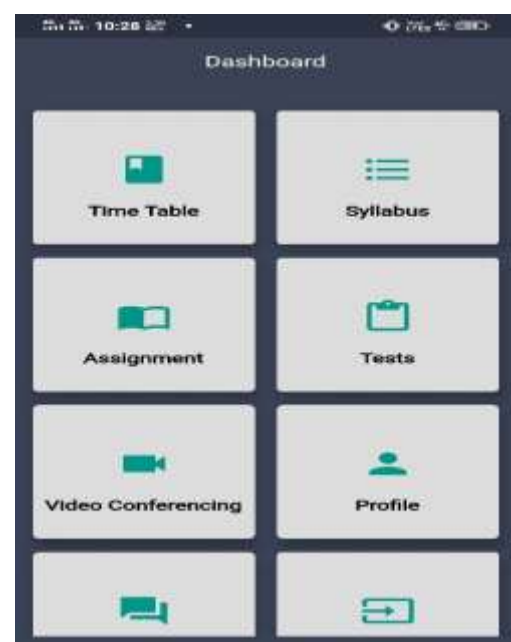 10:28
Dashboard
Time Table
Syllabus
Assignment
Tests
Video Conferencing
Profile